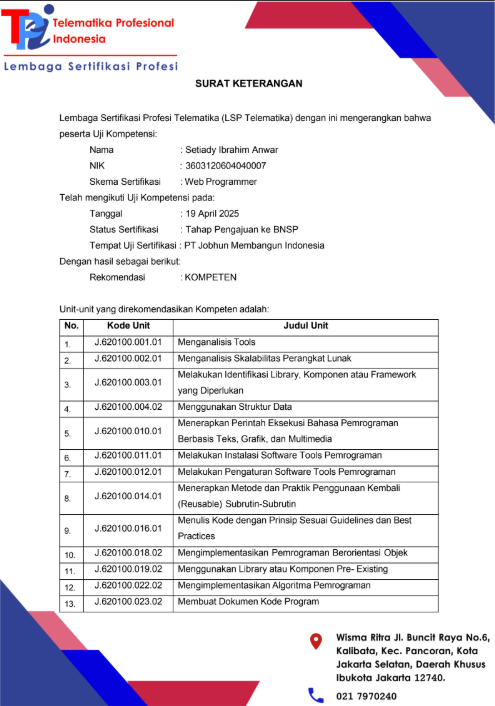 TPi
Telematika Profesional
Indonesia
Lembaga Sertifikasi Profesi
SURAT KETERANGAN
Lembaga Sertifikasi Profesi Telematika (LSP Telematika) dengan ini mengerangkan bahwa
peserta Uji Kompetensi:
Nama : Setiady Ibrahim Anwar
NIK : 3603120604040007
Skema Sertifikasi : Web Programmer
Telah mengikuti Uji Kompetensi pada:
Tanggal : 19 April 2025
Status Sertifikasi : Tahap Pengajuan ke BNSP
Tempat Uji Sertifikasi : PT Jobhun Membangun Indonesia
Dengan hasil sebagai berikut:
Rekomendasi : KOMPETEN
Unit-unit yang direkomendasikan Kompeten adalah:
No. Kode Unit Judul Unit
1. J.620100.001.01 Menganalisis Tools
2. J.620100.002.01 Menganalisis Skalabilitas Perangkat Lunak
3. J.620100.003.01 Melakukan Identifikasi Library, Komponen atau Framework
yang Diperlukan
4. J.620100.004.02 Menggunakan Struktur Data
5. J.620100.010.01 Menerapkan Perintah Eksekusi Bahasa Pemrograman
Berbasis Teks, Grafik, dan Multimedia
6. J.620100.011.01 Melakukan Instalasi Software Tools Pemrograman
7. J.620100.012.01 Melakukan Pengaturan Software Tools Pemrograman
8. J.620100.014.01 Menerapkan Metode dan Praktik Penggunaan Kembali
(Reusable) Subrutin-Subrutin
9. J.620100.016.01 Menulis Kode dengan Prinsip Sesuai Guidelines dan Best
Practices
10. J.620100.018.02 Mengimplementasikan Pemrograman Berorientasi Objek
11. J.620100.019.02 Menggunakan Library atau Komponen Pre- Existing
12. J.620100.022.02 Mengimplementasikan Algoritma Pemrograman
13. J.620100.023.02 Membuat Dokumen Kode Program
Wisma Ritra Jl. Buncit Raya No.6,
Kalibata, Kec. Pancoran, Kota
Jakarta Selatan, Daerah Khusus
Ibukota Jakarta 12740.
021 7970240